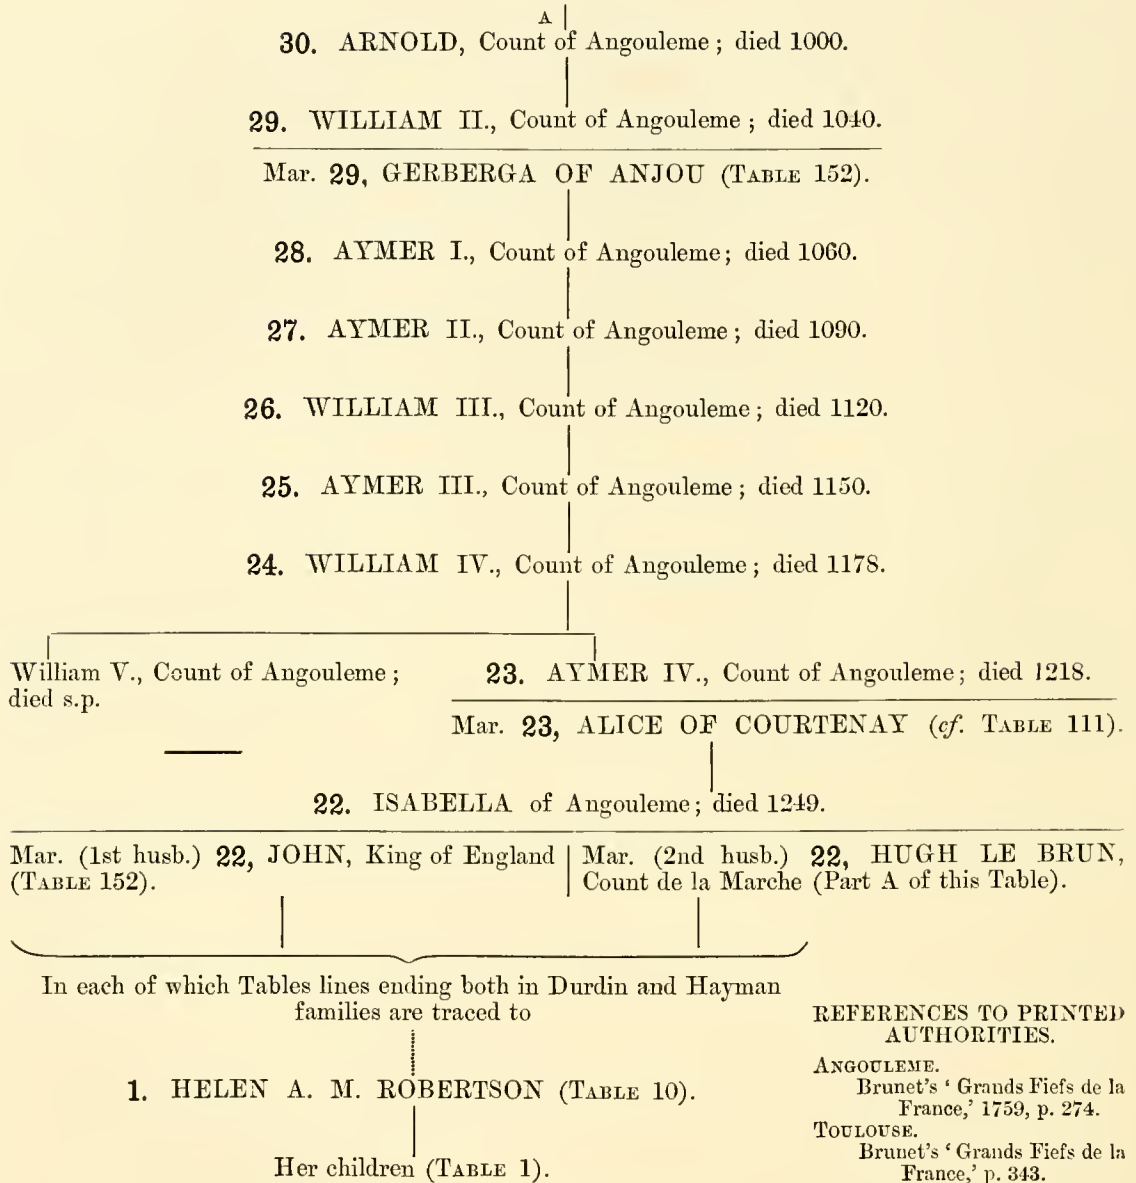 A
30. ARNOLD, Count of Angouleme; died 1000.
29. WILLIAM II., Count of Angouleme; died 1040.
Mar. 29, GERBERGA OF ANJOU (TABLE 152).
28. AYMER I., Count of Angouleme; died 1060.
27. AYMER II., Count of Angouleme; died 1090.
26. WILLIAM III., Count of Angouleme; died 1120.
25. AYMER III., Count of Angouleme; died 1150.
24. WILLIAM IV., Count of Angouleme; died 1178.
William V., Count of Angouleme;
died s.p.
23. AYMER IV., Count of Angouleme; died 1218.
Mar. 23, ALICE OF COURTENAY (cf. TABLE 111).
22. ISABELLA of Angouleme; died 1249.
Mar. (1st husb.) 22, JOHN, King of England
(TABLE 152).
Mar. (2nd husb.) 22, HUGH LE BRUN,
Count de la Marche (Part A of this Table).
In each of which Tables lines ending both in Durdin and Hayman
families are traced to
1. HELEN A. M. ROBERTSON (TABLE 10).
Her children (TABLE 1).
REFERENCES TO PRINTED
AUTHORITIES.
ANGOULEME.
Brunet's ‘Grands Fiefs de la
France,’ 1759, p. 274.
TOULOUSE.
Brunet's ‘Grands Fiefs de la
France,’ p. 343.